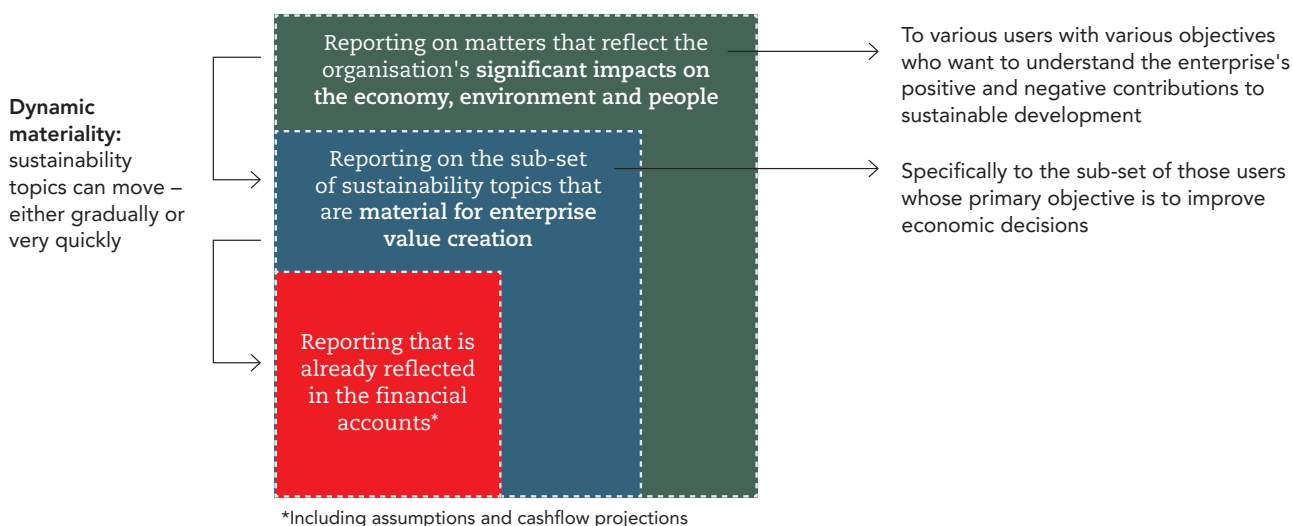 Dynamic
materiality:
sustainability
topics can move –
either gradually or
very quickly
Reporting on matters that reflect the
organisation's significant impacts on
the economy, environment and people
Reporting on the sub-set
of sustainability topics that
are material for enterprise
value creation
Reporting that is
already reflected
in the financial
accounts*
To various users with various objectives
who want to understand the enterprise's
positive and negative contributions to
sustainable development
Specifically to the sub-set of those users
whose primary objective is to improve
economic decisions
*Including assumptions and cashflow projections